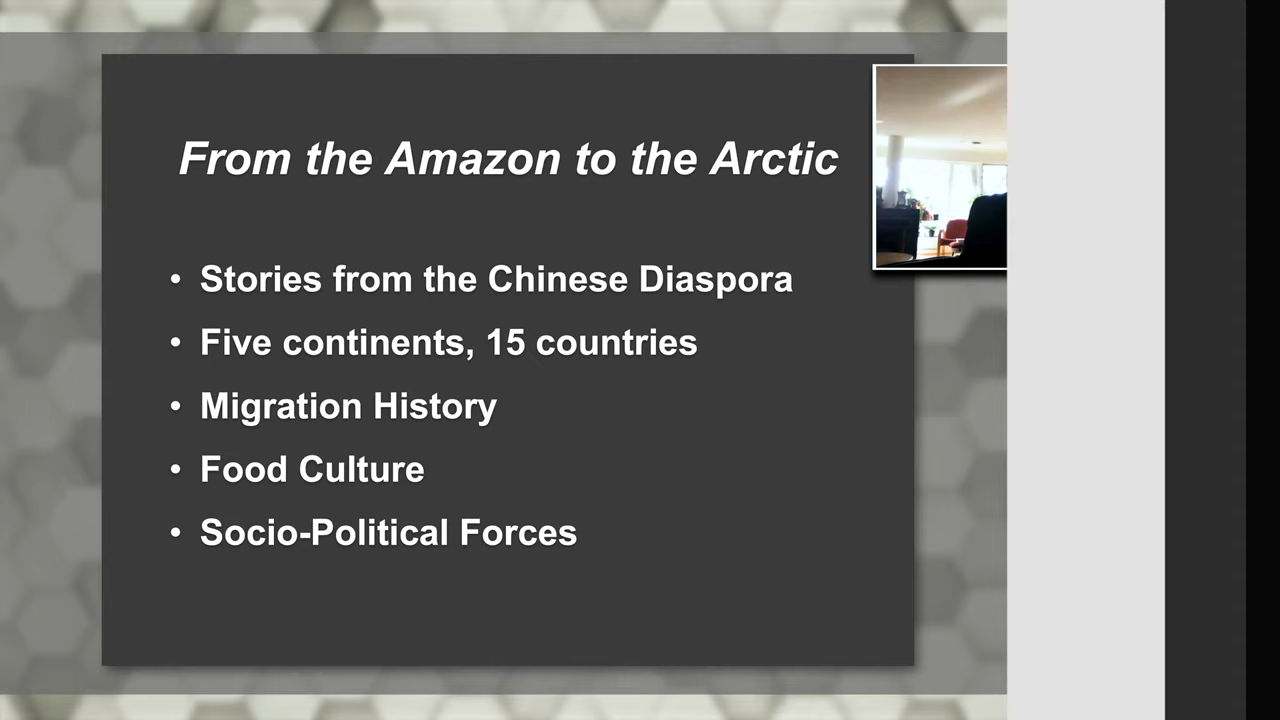 From the Amazon to the Arctic
• Stories from the Chinese Diaspora
• Five continents, 15 countries
• Migration History
• Food Culture
• Socio-Political Forces